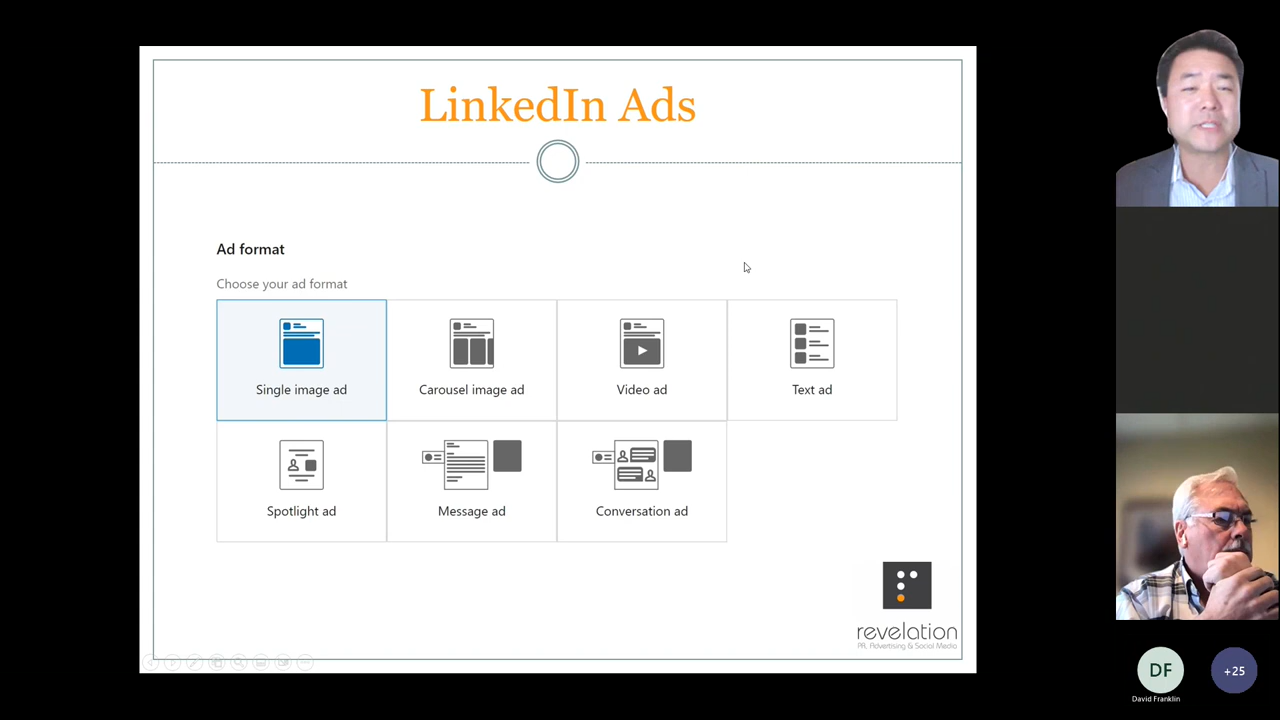 LinkedIn Ads
Ad format
Choose your ad format
Single image ad
Carousel image ad
Video ad
Text ad
Spotlight ad
Message ad
Conversation ad
revelation
PR, Advertising & Social Media
DF
+25
David Franklin